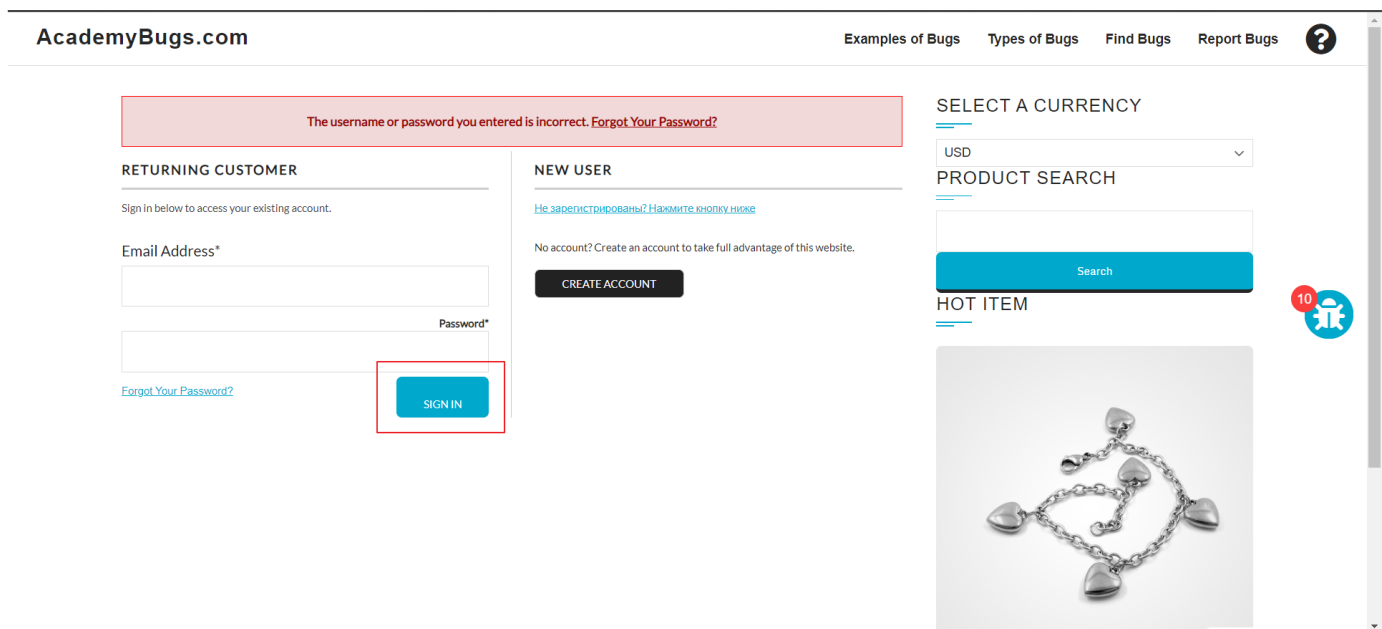 AcademyBugs.com
Examples of Bugs
Types of Bugs
Find Bugs
Report Bugs
?
The username or password you entered is incorrect. Forgot Your Password?
RETURNING CUSTOMER
Sign in below to access your existing account.
Email Address*
Password*
Forgot Your Password?
SIGN IN
NEW USER
Не зарегистрированы? Нажмите кнопку ниже
No account? Create an account to take full advantage of this website.
CREATE ACCOUNT
SELECT A CURRENCY
USD
PRODUCT SEARCH
Search
HOT ITEM
10